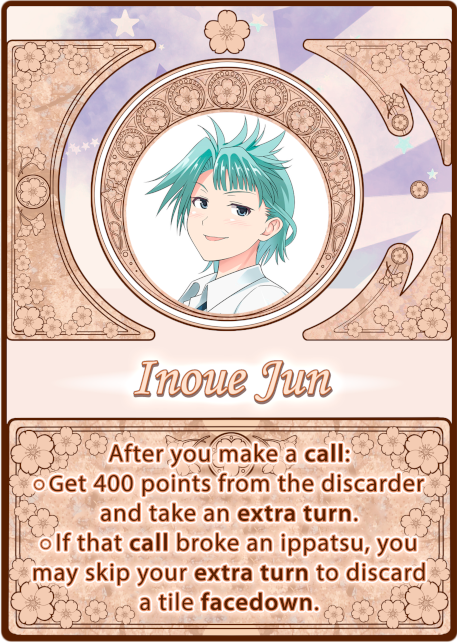 Inoue Jun
After you make a call:
○Get 400 points from the discarder
and take an extra turn.
○If that call broke an ippatsu, you
may skip your extra turn to discard
a tile facedown.